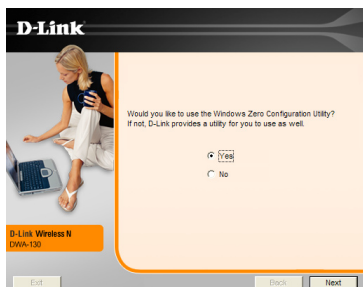 D-Link
Would you like to use the Windows Zero Configuration Utility?
If not, D-Link provides a utility for you to use as well.
Yes
No
D-Link Wireless N
DWA-130
Exit
Back
Next